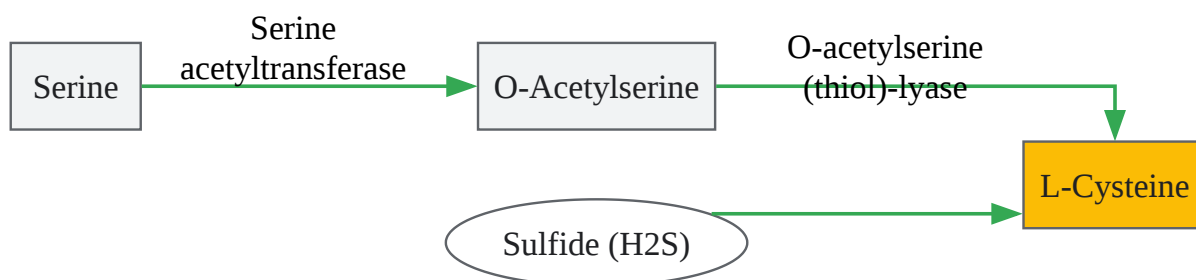 Serine
acetyltransferase
O-acetylserine
(thiol)-lyase
Serine
O-Acetylserine
L-Cysteine
Sulfide (H2S)